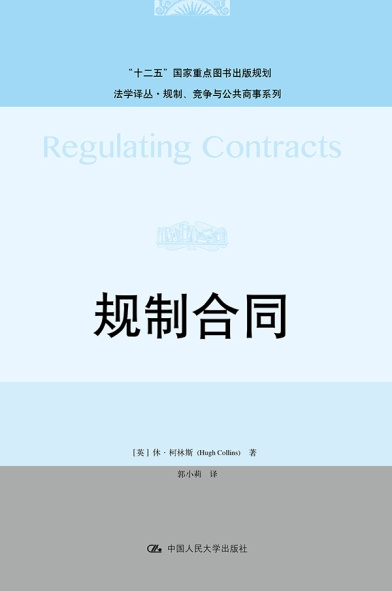 “十二五”国家重点图书出版规划
法学译丛·规制、竞争与公共商事系列
Regulating Contracts
规制合同
［英］休·柯林斯 (Hugh Collins) 著
郭小莉 译
中国人民大学出版社